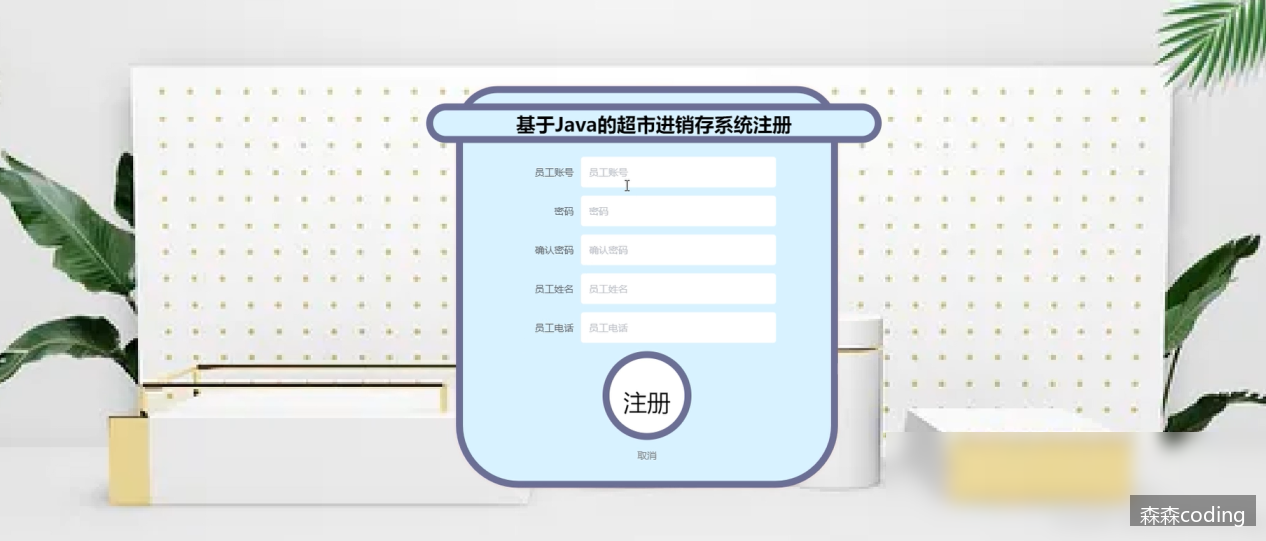 基于Java的超市进销存系统注册
员工账号 员工账号
密码 密码
确认密码 确认密码
员工姓名 员工姓名
员工电话 员工电话
注册
取消
森森coding